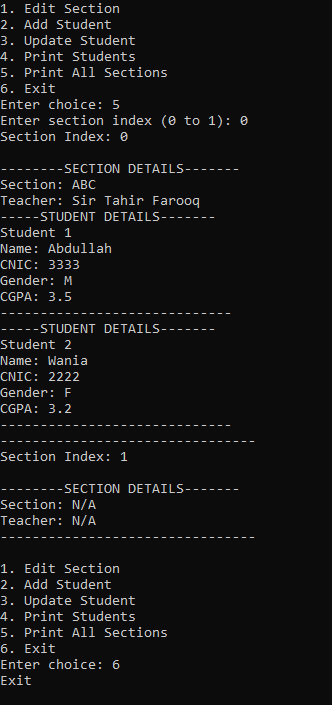 1. Edit Section
2. Add Student
3. Update Student
4. Print Students
5. Print All Sections
6. Exit
Enter choice: 5
Enter section index (0 to 1): 0
Section Index: 0
--------SECTION DETAILS-------
Section: ABC
Teacher: Sir Tahir Farooq
-----STUDENT DETAILS-------
Student 1
Name: Abdullah
CNIC: 3333
Gender: M
CGPA: 3.5
-----------------------------
-----STUDENT DETAILS-------
Student 2
Name: Wania
CNIC: 2222
Gender: F
CGPA: 3.2
-----------------------------
--------------------------------
Section Index: 1
--------SECTION DETAILS-------
Section: N/A
Teacher: N/A
--------------------------------
1. Edit Section
2. Add Student
3. Update Student
4. Print Students
5. Print All Sections
6. Exit
Enter choice: 6
Exit